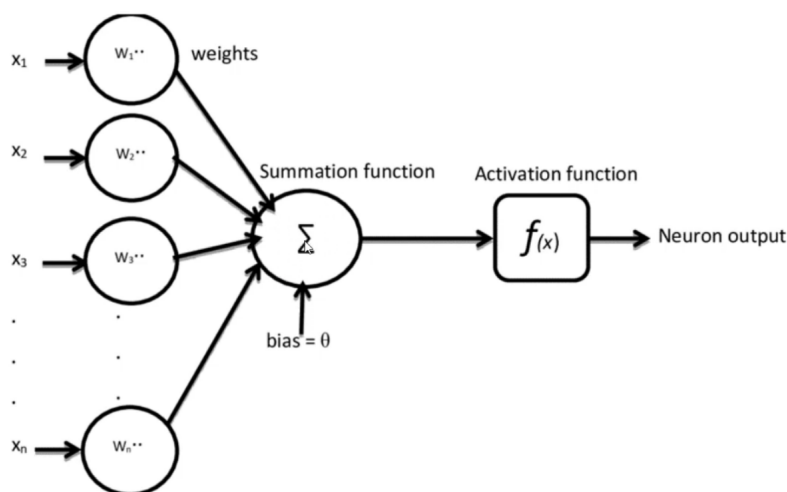 x₁
W₁..
weights
x₂
W₂..
Summation function
Activation function
x₃
W₃..
Σ
f(x)
Neuron output
bias = θ
.
.
.
.
.
.
xₙ
Wₙ..